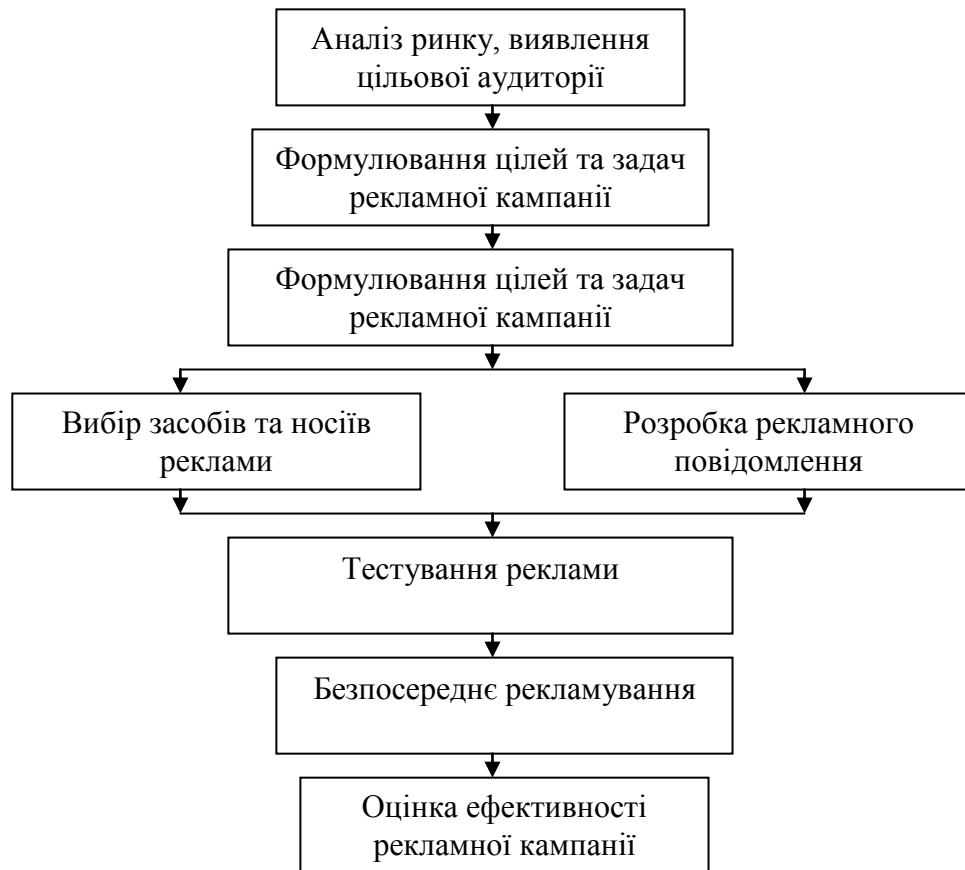 Аналіз ринку, виявлення
цільової аудиторії
Формулювання цілей та задач
рекламної кампанії
Формулювання цілей та задач
рекламної кампанії
Вибір засобів та носіїв
реклами
Розробка рекламного
повідомлення
Тестування реклами
Безпосереднє рекламування
Оцінка ефективності
рекламної кампанії